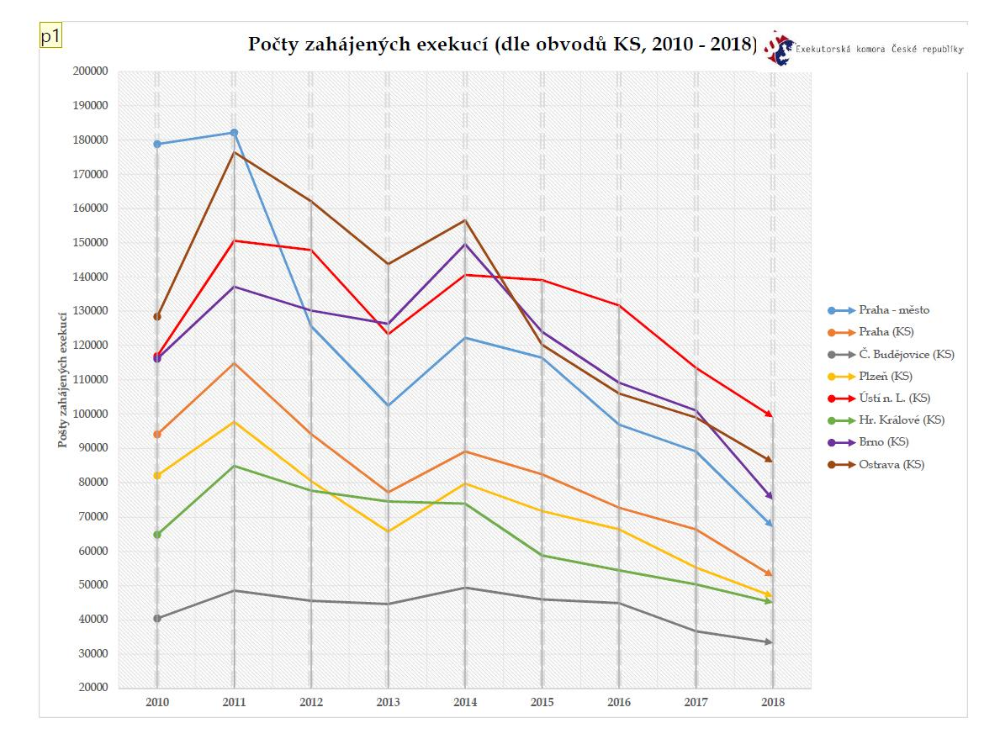 p1
Počty zahájených exekucí (dle obvodů KS, 2010 - 2018)
Exekutorská komora České republiky
200000
190000
180000
170000
160000
150000
140000
130000
120000
110000
100000
90000
80000
70000
60000
50000
40000
30000
20000
Pošty zahájených exekucí
2010 2011 2012 2013 2014 2015 2016 2017 2018
Praha - město
Praha (KS)
Č. Budějovice (KS)
Plzeň (KS)
Ústí n. L. (KS)
Hr. Králové (KS)
Brno (KS)
Ostrava (KS)